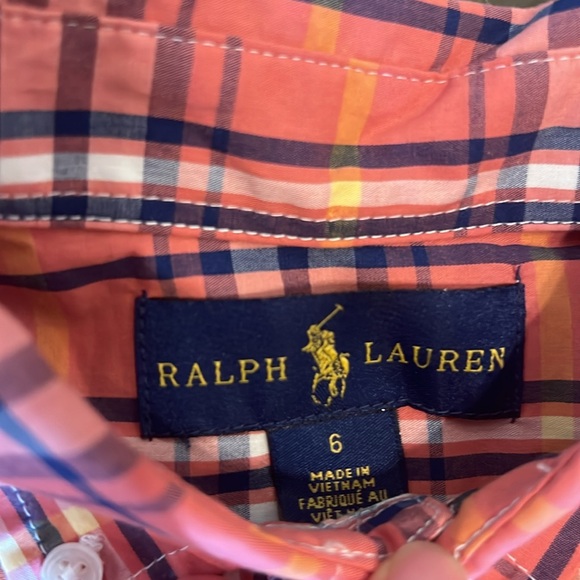 RALPH LAUREN
6
MADE IN
VIETNAM
FABRIQUÉ AU